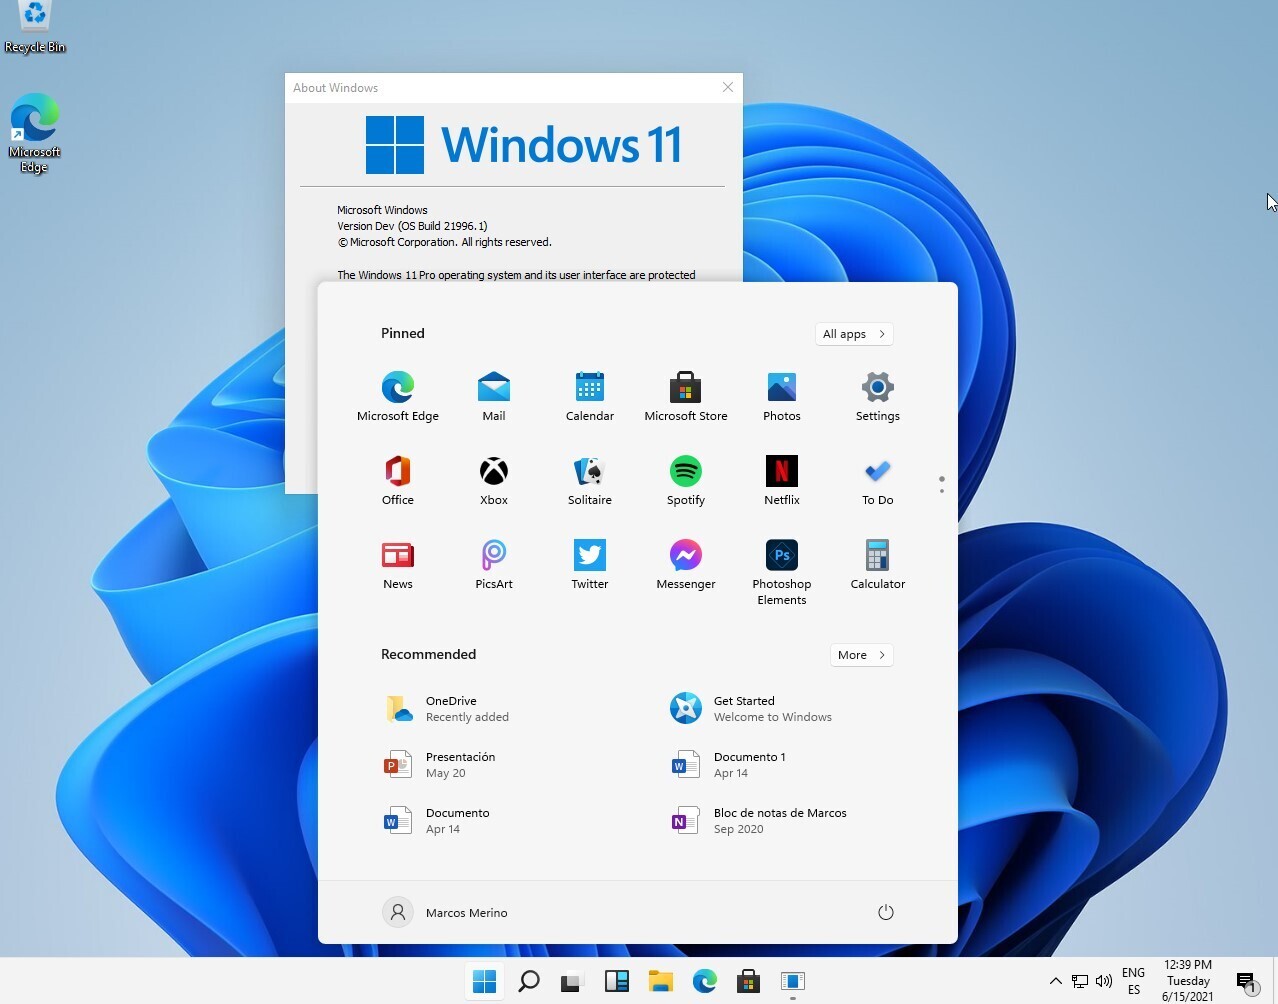 Recycle Bin
Microsoft
Edge
About Windows
Windows 11
Microsoft Windows
Version Dev (OS Build 21996.1)
© Microsoft Corporation. All rights reserved.
The Windows 11 Pro operating system and its user interface are protected
Pinned
All apps
Microsoft Edge
Mail
Calendar
Microsoft Store
Photos
Settings
Office
Xbox
Solitaire
Spotify
Netflix
To Do
News
PicsArt
Twitter
Messenger
Ps
Photoshop
Elements
Calculator
Recommended
More
OneDrive
Recently added
Get Started
Welcome to Windows
Presentación
May 20
Documento 1
Apr 14
Documento
Apr 14
Bloc de notas de Marcos
Sep 2020
Marcos Merino
ENG
ES
12:39 PM
Tuesday
6/15/2021
1